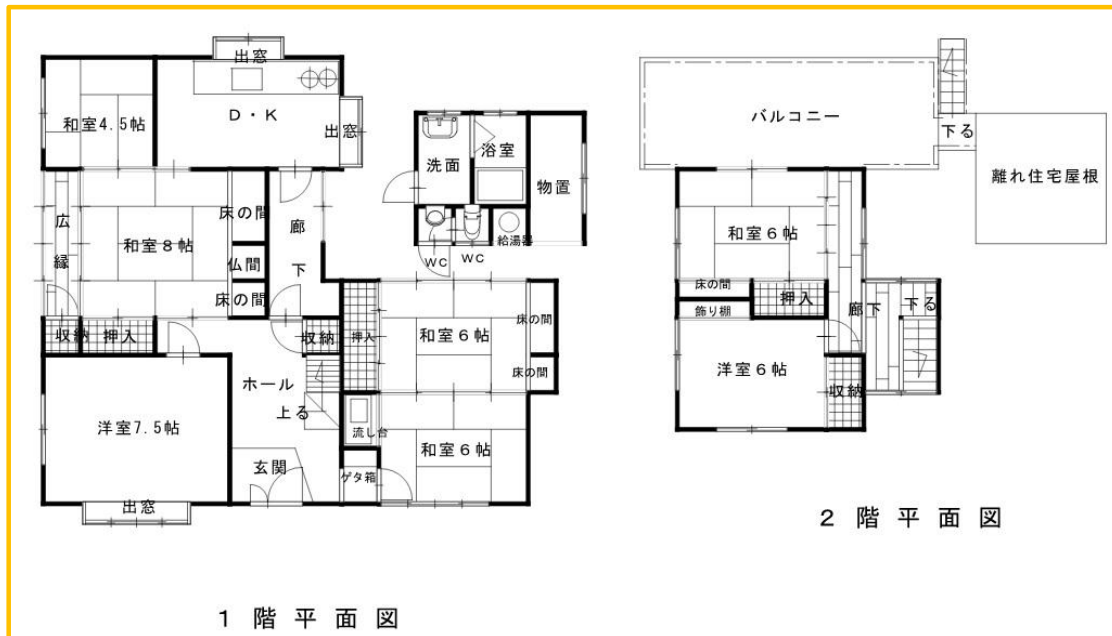 出窓
和室4.5帖
D・K
出窓
洗面
浴室
物置
広縁
和室8帖
床の間
仏間
床の間
廊下
WC
WC
給湯器
収納
押入
収納
押入
和室6帖
床の間
床の間
ホール
上る
洋室7.5帖
流し台
和室6帖
玄関
ゲタ箱
出窓
1階平面図
バルコニー
下る
離れ住宅屋根
和室6帖
床の間
押入
飾り棚
廊下
下る
洋室6帖
収納
2階平面図